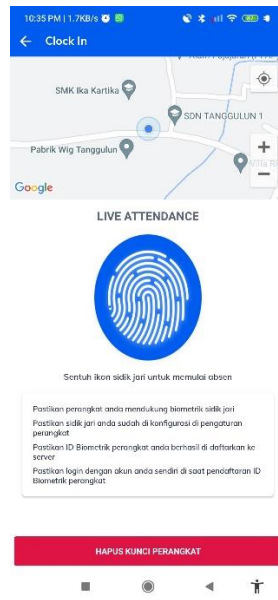 10:35 PM | 1.7KB/s
Clock In
SMK Ika Kartika
SDN TANGGULUN 1
Pabrik Wig Tanggulun
Villa Ri
Google
LIVE ATTENDANCE
Sentuh ikon sidik jari untuk memulai absen
Pastikan perangkat anda mendukung biometrik sidik jari
Pastikan sidik jari anda sudah di konfigurasi di pengaturan
perangkat
Pastikan ID Biometrik perangkat anda berhasil di daftarkan ke
server
Pastikan login dengan akun anda sendiri di saat pendaftaran ID
Biometrik perangkat
HAPUS KUNCI PERANGKAT